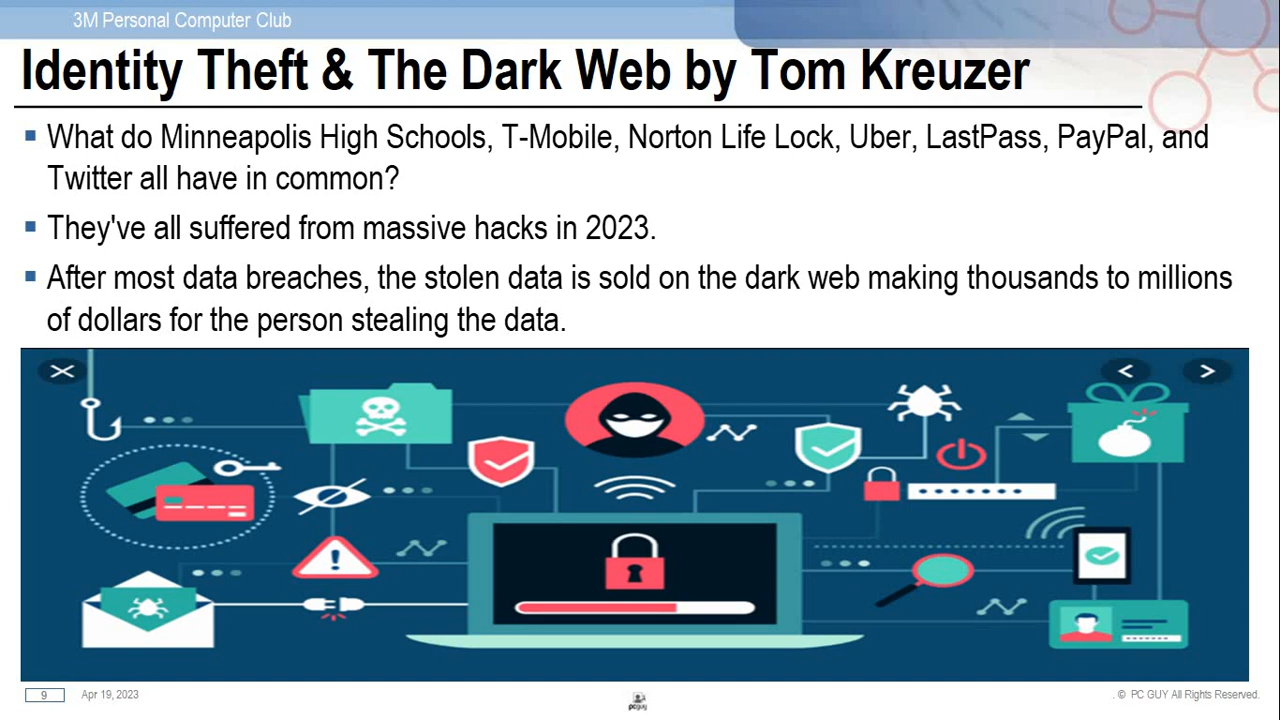 3M Personal Computer Club
Identity Theft & The Dark Web by Tom Kreuzer
What do Minneapolis High Schools, T-Mobile, Norton Life Lock, Uber, LastPass, PayPal, and
Twitter all have in common?
They've all suffered from massive hacks in 2023.
After most data breaches, the stolen data is sold on the dark web making thousands to millions
of dollars for the person stealing the data.
9
Apr 19, 2023
pcguy
. © PC GUY All Rights Reserved.